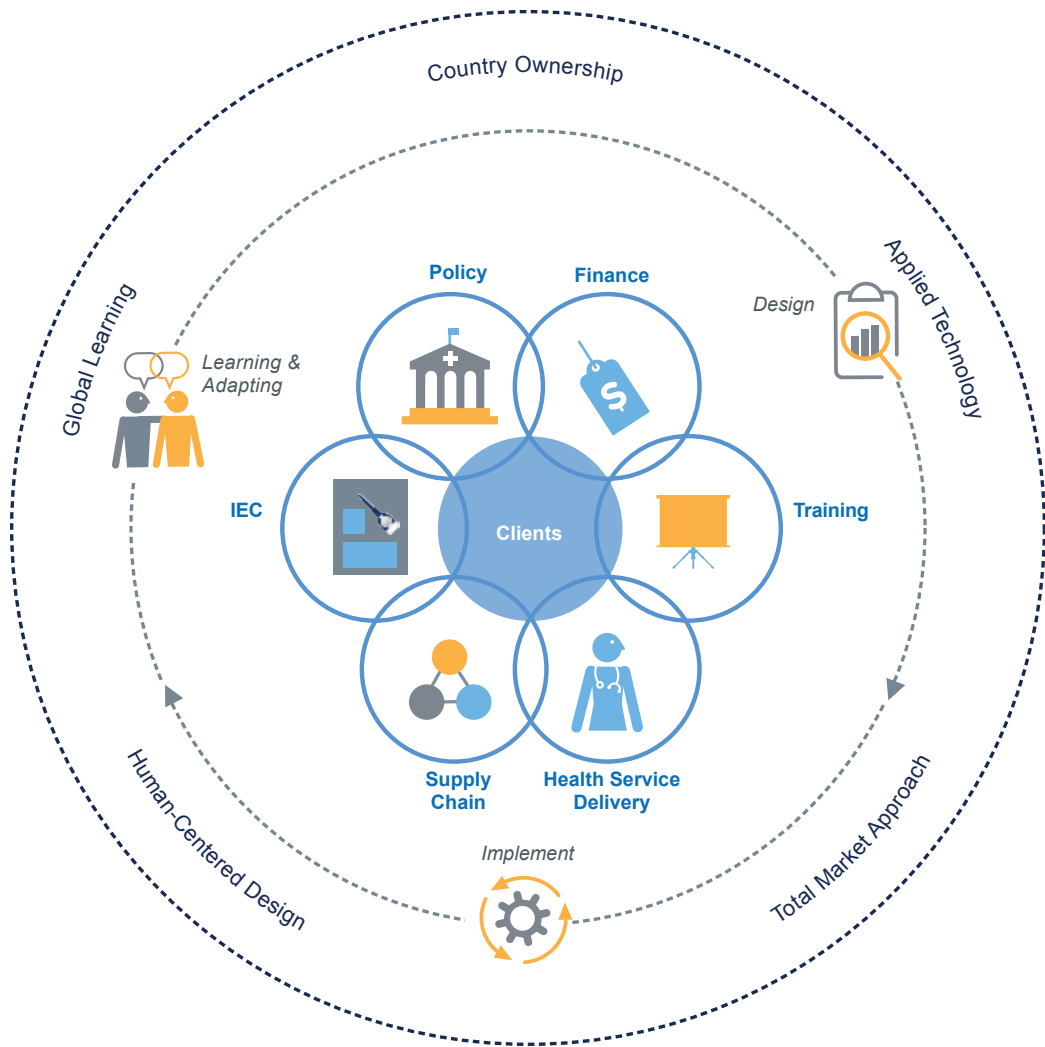 Country Ownership
Applied Technology
Global Learning
Policy
Finance
Design
Learning &
Adapting
IEC
Clients
Training
$
Supply
Chain
Health Service
Delivery
Implement
Human-Centered Design
Total Market Approach